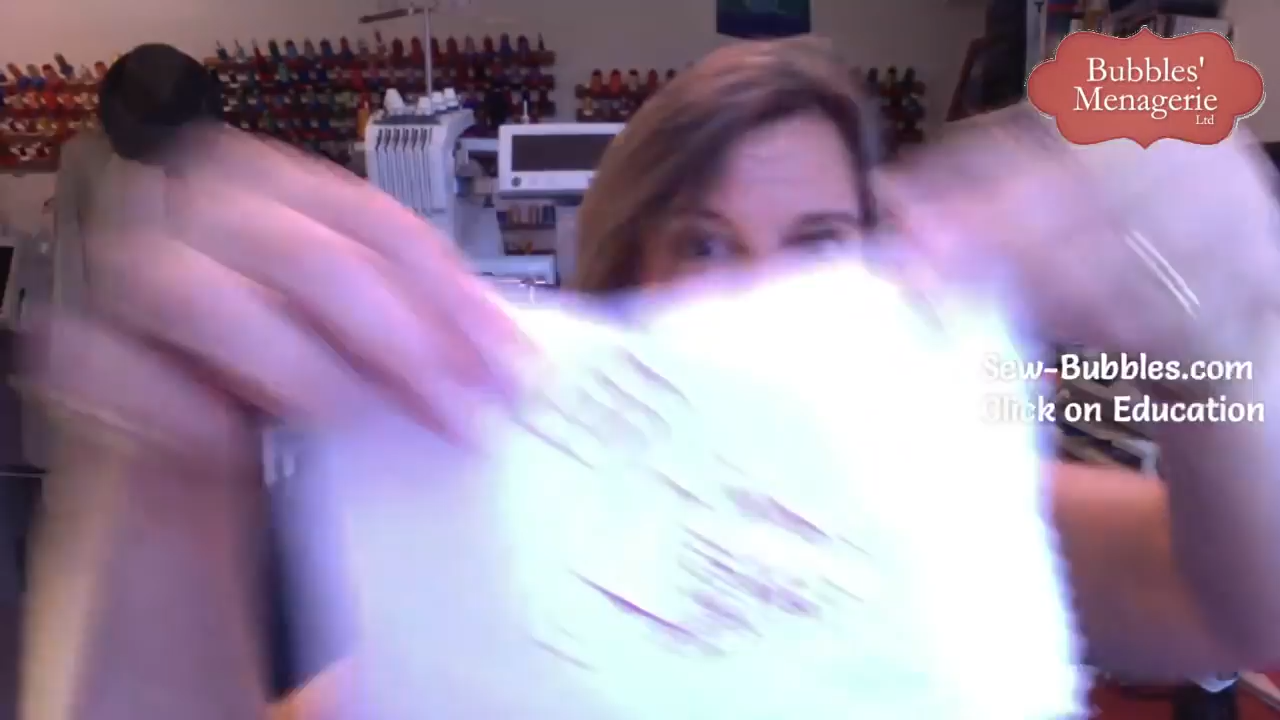 Bubbles'
Menagerie
Ltd
Sew-Bubbles.com
Click on Education